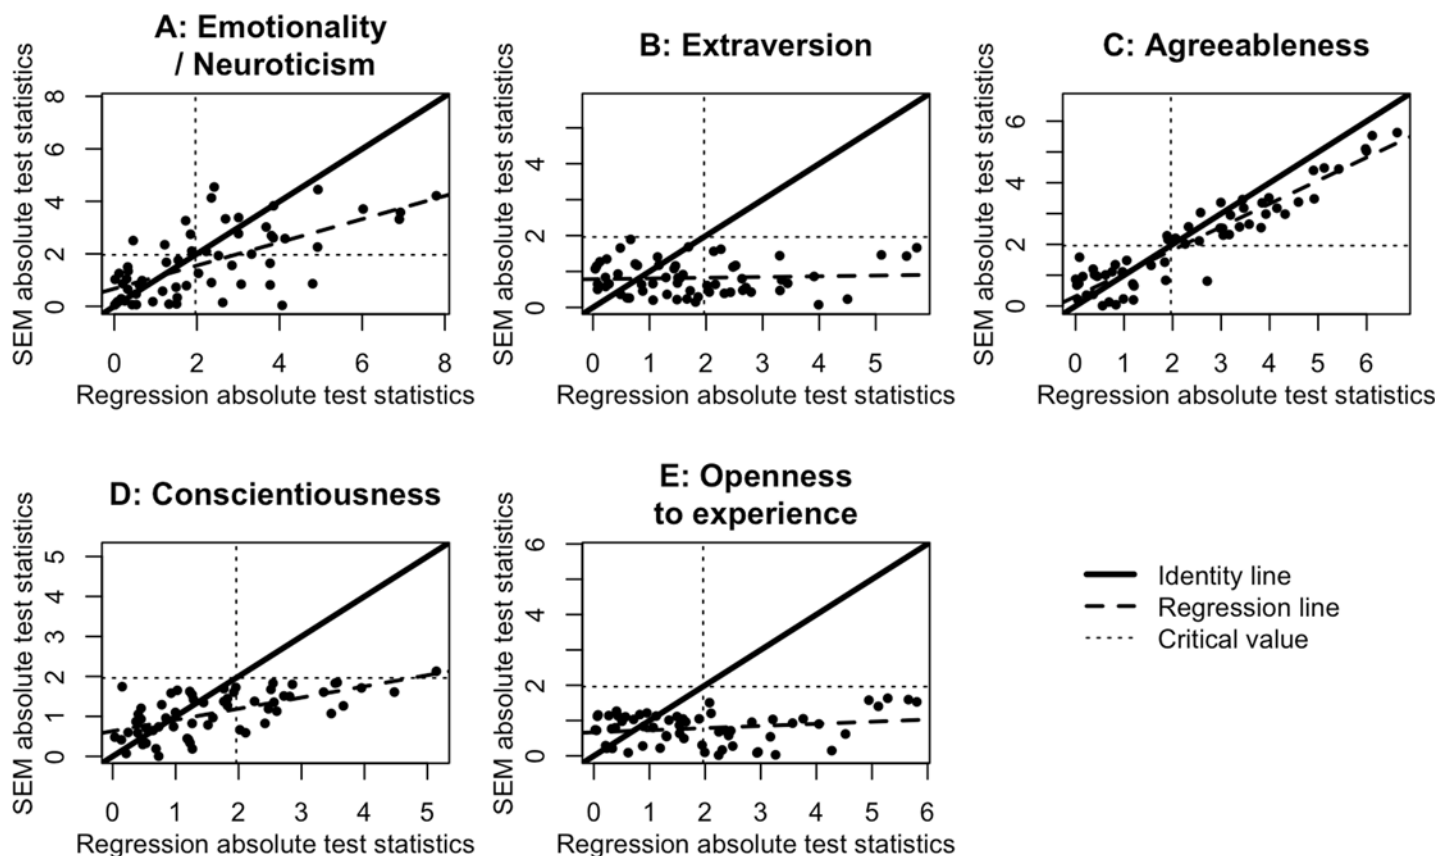 A: Emotionality
/ Neuroticism
SEM absolute test statistics
8
6
4
2
0
0 2 4 6 8
Regression absolute test statistics
B: Extraversion
SEM absolute test statistics
4
2
0
0 1 2 3 4 5
Regression absolute test statistics
C: Agreeableness
SEM absolute test statistics
6
4
2
0
0 1 2 3 4 5 6
Regression absolute test statistics
D: Conscientiousness
SEM absolute test statistics
5
4
3
2
1
0
0 1 2 3 4 5
Regression absolute test statistics
E: Openness
to experience
SEM absolute test statistics
6
4
2
0
0 1 2 3 4 5 6
Regression absolute test statistics
Identity line
Regression line
Critical value